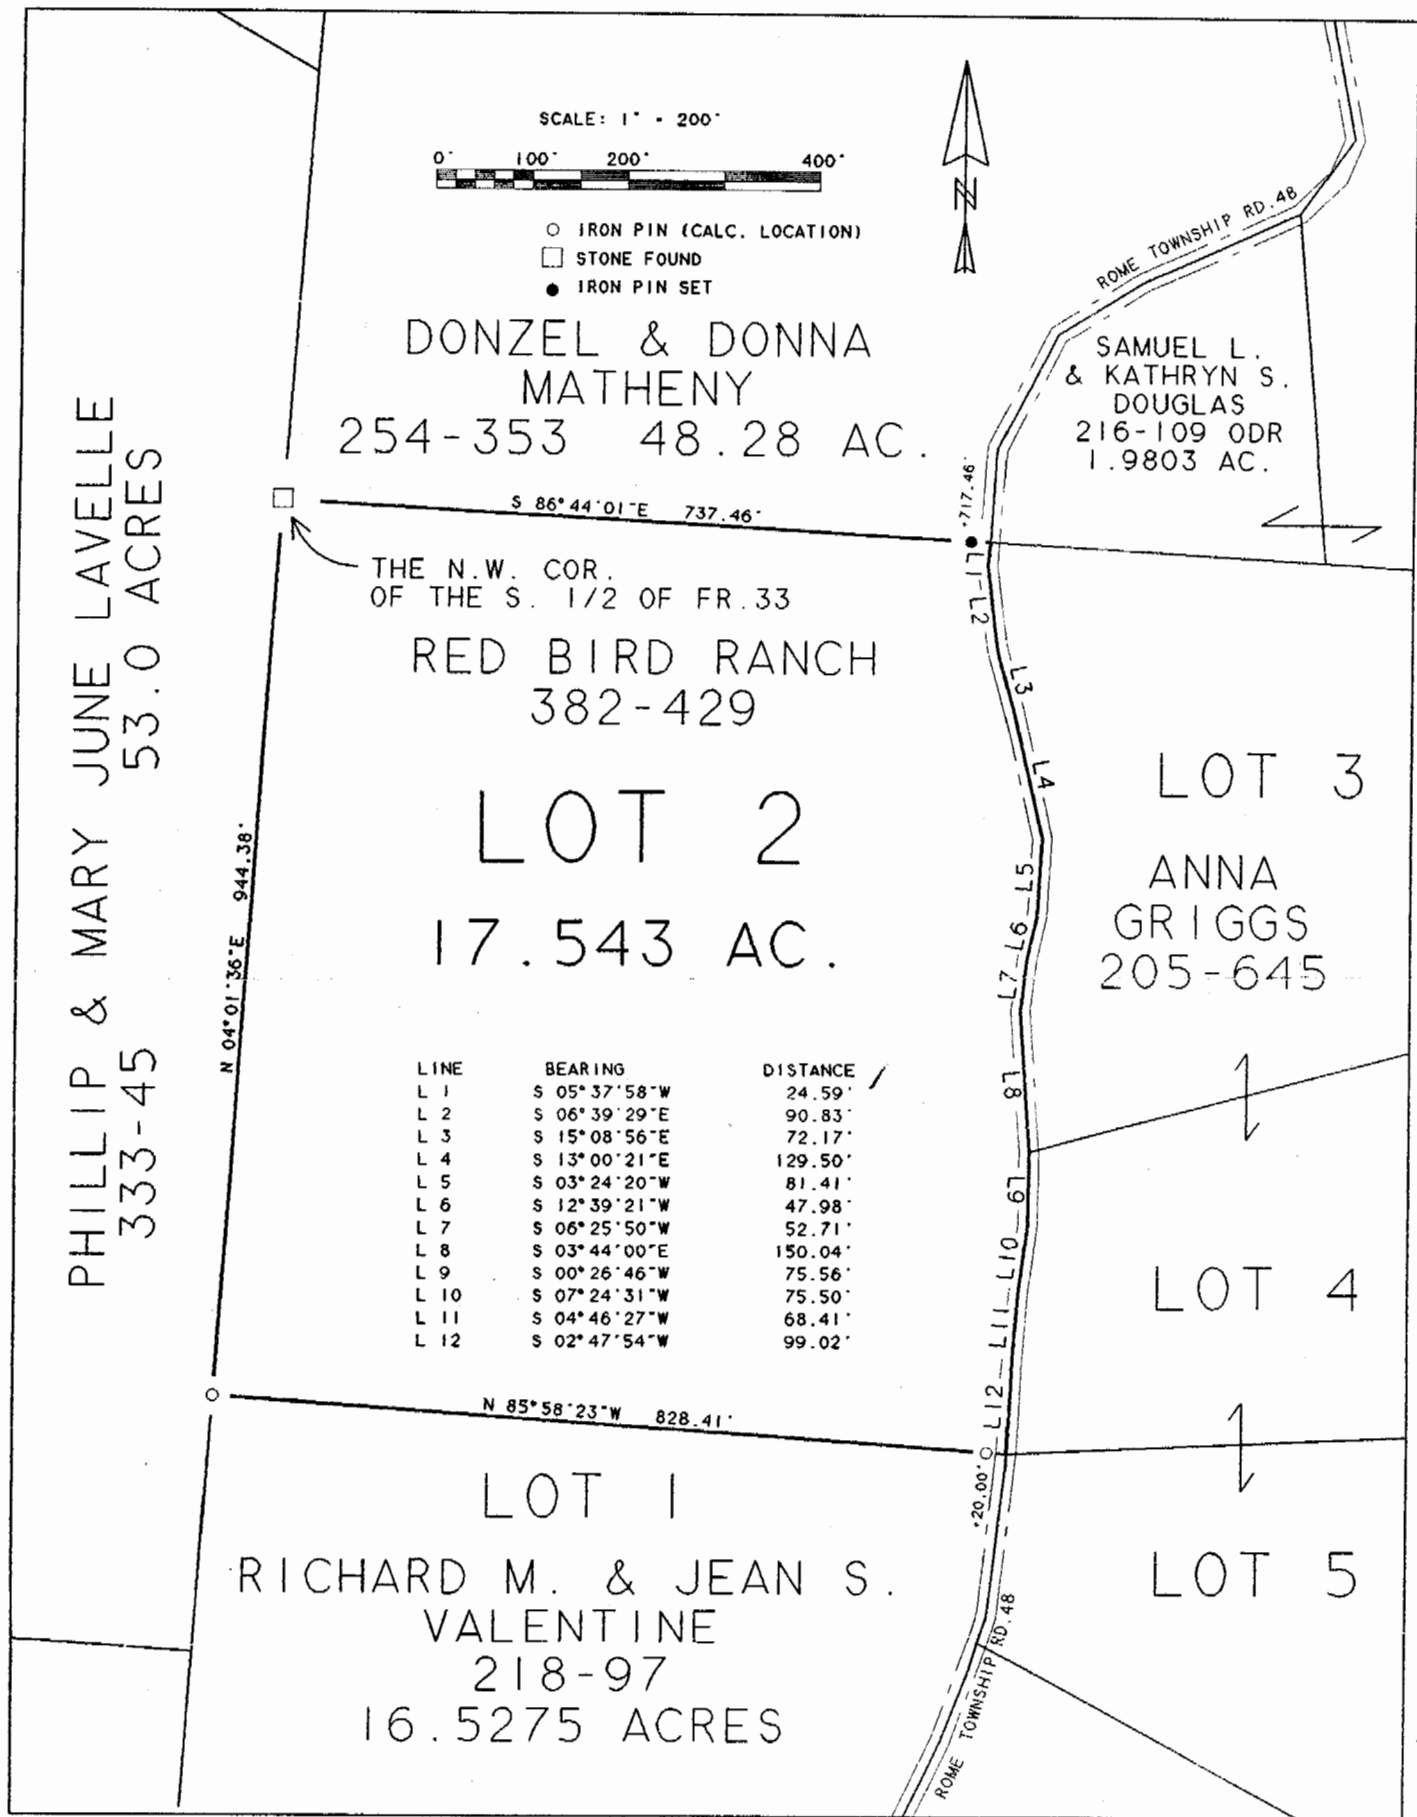 SCALE: 1" - 200'
0' 100' 200' 400'
IRON PIN (CALC. LOCATION)
STONE FOUND
IRON PIN SET
ROME TOWNSHIP RD.48
DONZEL & DONNA
MATHENY
254-353 48.28 AC.
SAMUEL L.
& KATHRYN S.
DOUGLAS
216-109 ODR
1.9803 AC.
N
PHILLIP & MARY JUNE LAVELLE
333-45 53.0 ACRES
S 86°44'01"E 737.46'
+717.46'
THE N.W. COR.
OF THE S. 1/2 OF FR.33
RED BIRD RANCH
382-429
LOT 2
17.543 AC.
N 04°01'36"E 944.38'
L1
L2
L3
L4
L5
L6
L7
L8
L9
L10
L11
L12
LOT 3
ANNA
GRIGGS
205-645
LINE BEARING DISTANCE
L 1 S 05°37'58"W 24.59'
L 2 S 06°39'29"E 90.83'
L 3 S 15°08'56"E 72.17'
L 4 S 13°00'21"E 129.50'
L 5 S 03°24'20"W 81.41'
L 6 S 12°39'21"W 47.98'
L 7 S 06°25'50"W 52.71'
L 8 S 03°44'00"E 150.04'
L 9 S 00°26'46"W 75.56'
L 10 S 07°24'31"W 75.50'
L 11 S 04°46'27"W 68.41'
L 12 S 02°47'54"W 99.02'
LOT 4
N 85°58'23"W 828.41'
+20.00'
LOT 1
RICHARD M. & JEAN S.
VALENTINE
218-97
16.5275 ACRES
LOT 5
ROME TOWNSHIP RD.48